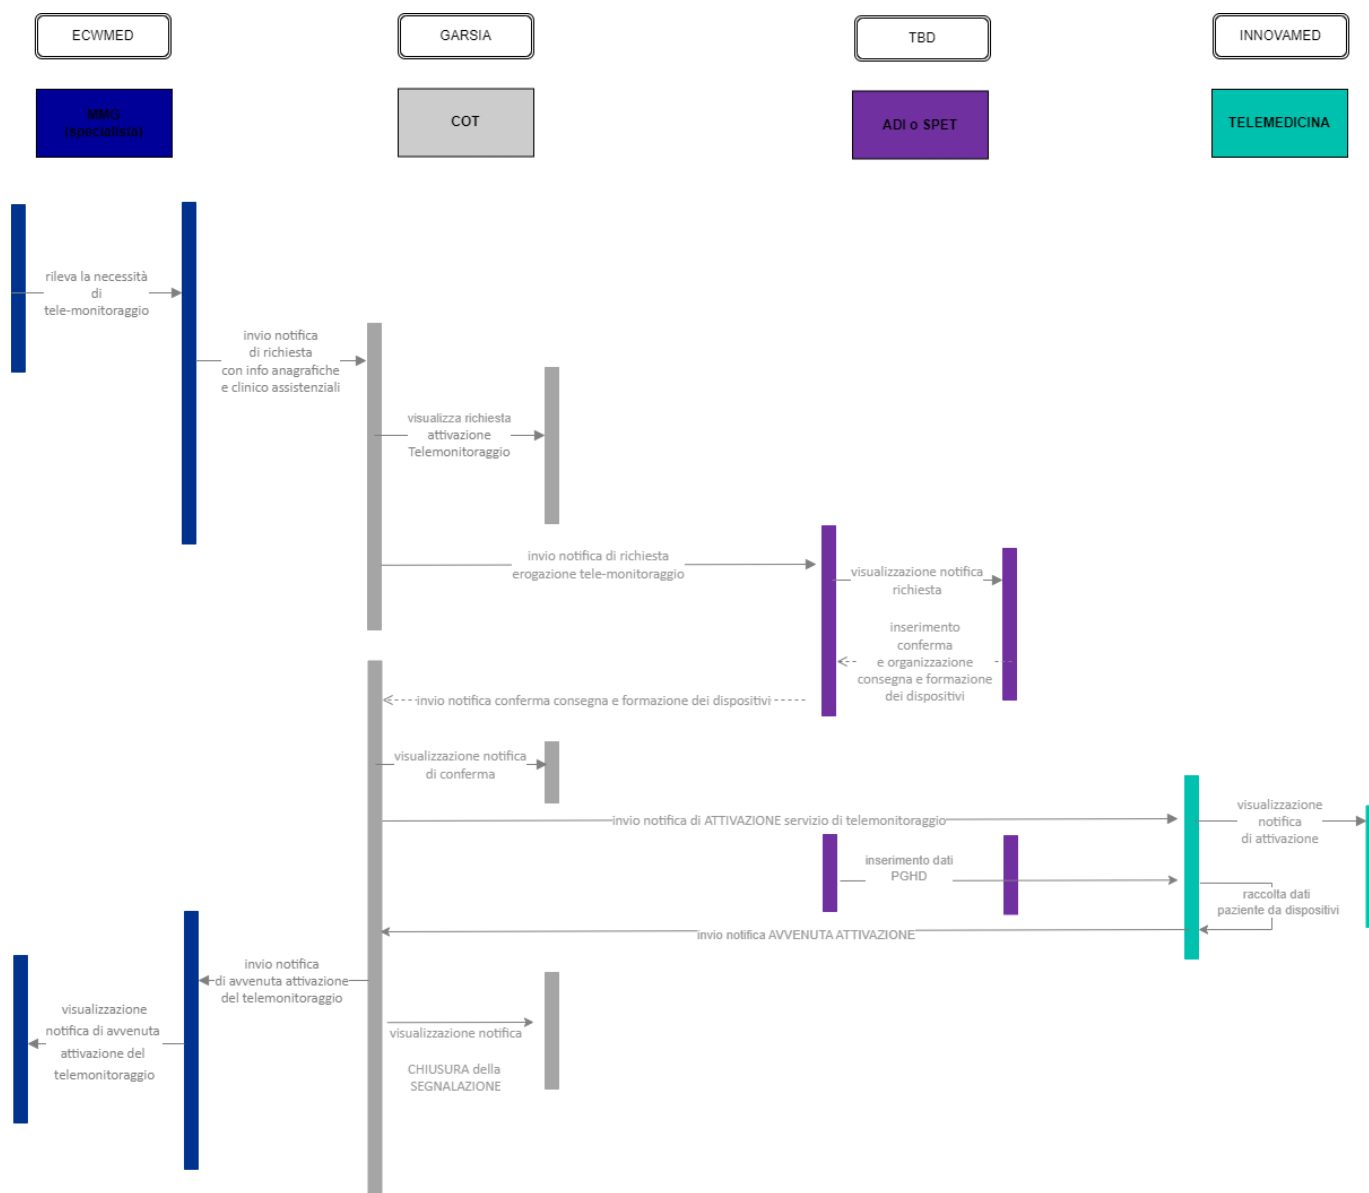 ECWMED
GARSIA
TBD
INNOVAMED
MMG
(specialista)
COT
ADI o SPET
TELEMEDICINA
rileva la necessità
di
tele-monitoraggio
invio notifica
di richiesta
con info anagrafiche
e clinico assistenziali
visualizza richiesta
attivazione
Telemonitoraggio
invio notifica di richiesta
erogazione tele-monitoraggio
visualizzazione notifica
richiesta
inserimento
conferma
e organizzazione
consegna e formazione
dei dispositivi
invio notifica conferma consegna e formazione dei dispositivi
visualizzazione notifica
di conferma
invio notifica di ATTIVAZIONE servizio di telemonitoraggio
visualizzazione
notifica
di attivazione
inserimento dati
PGHD
raccolta dati
paziente da dispositivi
invio notifica AVVENUTA ATTIVAZIONE
invio notifica
di avvenuta attivazione
del telemonitoraggio
visualizzazione
notifica di avvenuta
attivazione del
telemonitoraggio
visualizzazione notifica
CHIUSURA della
SEGNALAZIONE